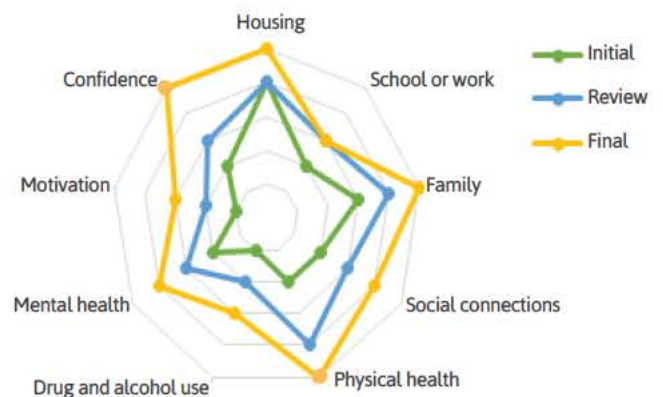 Housing
Initial
Confidence
School or work
Review
Final
Motivation
Family
Mental health
Social connections
Drug and alcohol use
Physical health